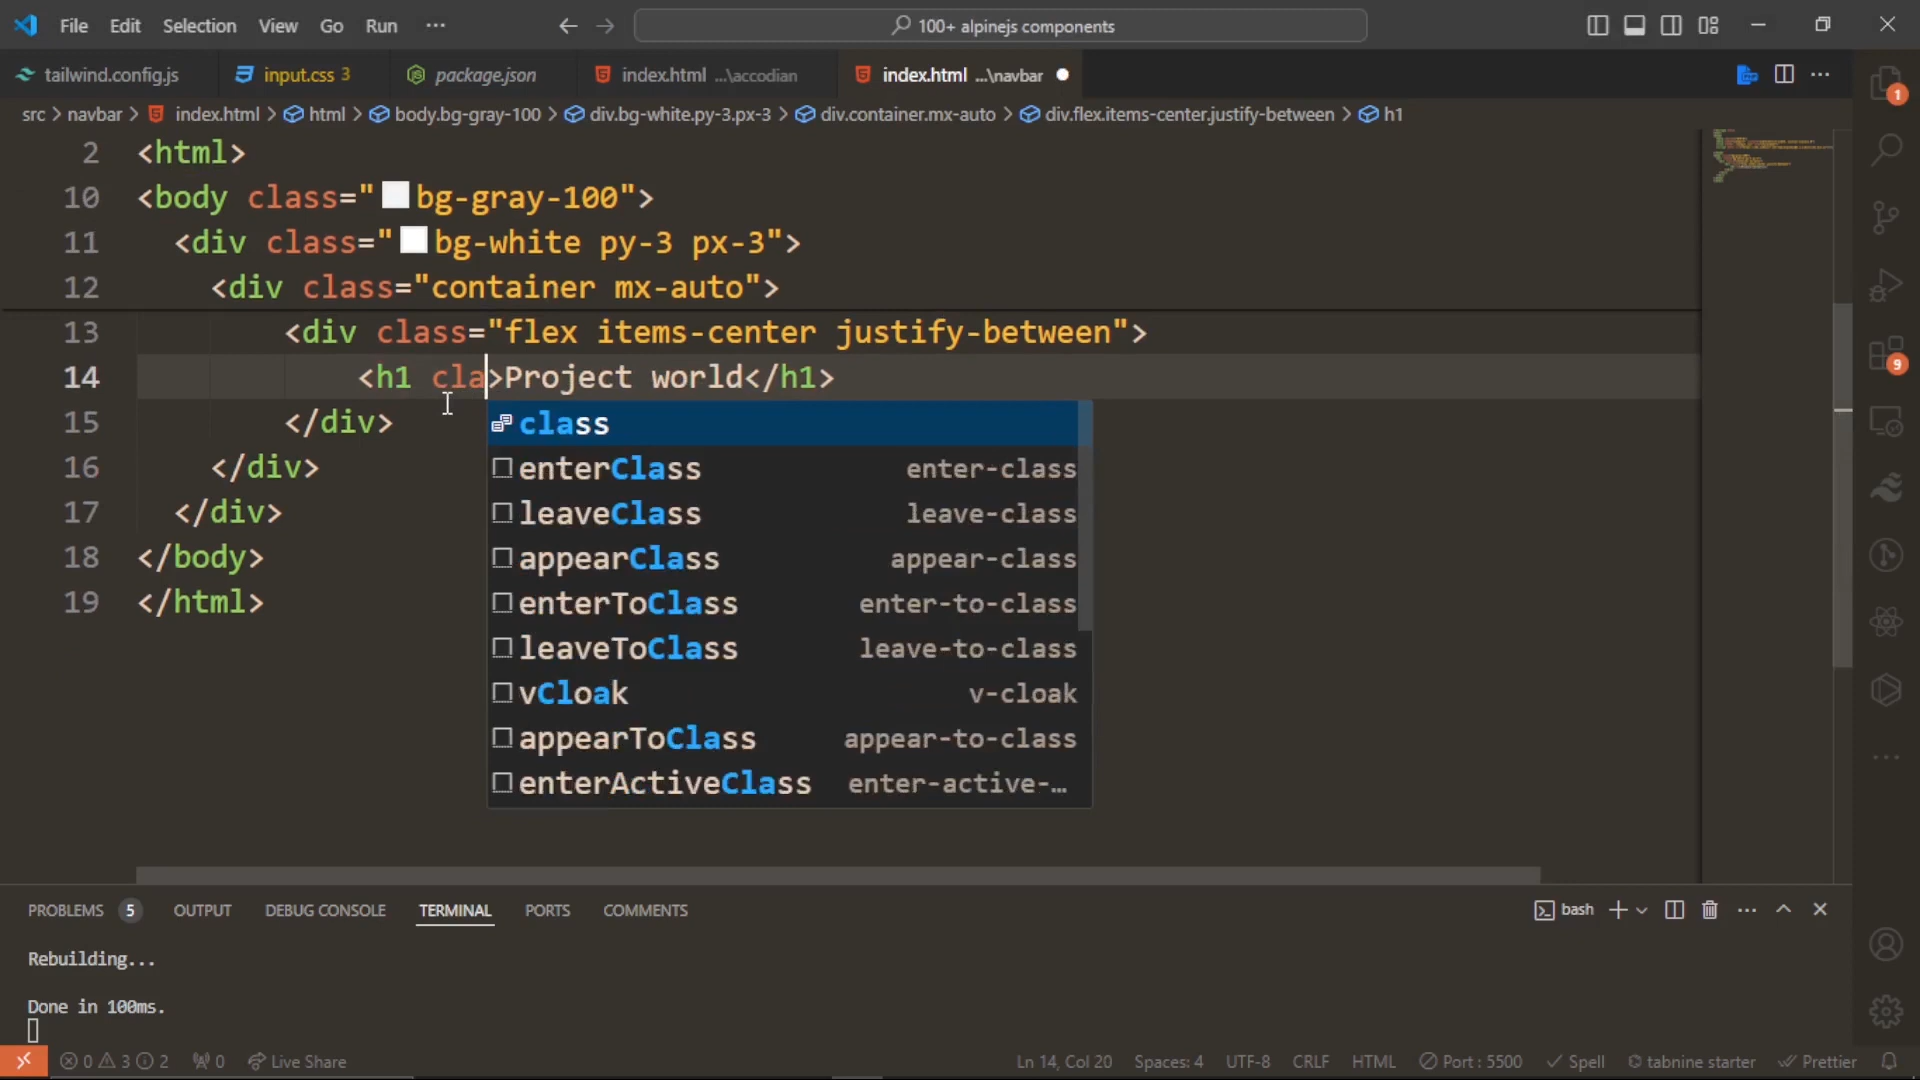 File Edit Selection View Go Run ··· 100+ alpinejs components
tailwind.config.js input.css 3 package.json index.html ...\accodian index.html ...\navbar
src > navbar > index.html > html > body.bg-gray-100 > div.bg-white.py-3.px-3 > div.container.mx-auto > div.flex.items-center.justify-between > h1
1
2 <html>
10 <body class="bg-gray-100">
11 <div class="bg-white py-3 px-3">
12 <div class="container mx-auto">
13 <div class="flex items-center justify-between">
14 <h1 cla>Project world</h1>
15 </div>
class
16 </div>
enterClass enter-class
9
17 </div>
leaveClass leave-class
18 </body>
appearClass appear-class
19 </html>
enterToClass enter-to-class
leaveToClass leave-to-class
vCloak v-cloak
appearToClass appear-to-class
enterActiveClass enter-active-…
PROBLEMS 5 OUTPUT DEBUG CONSOLE TERMINAL PORTS COMMENTS bash
Rebuilding...
Done in 100ms.
0 3 2 0 Live Share Ln 14, Col 20 Spaces: 4 UTF-8 CRLF HTML Port : 5500 Spell tabnine starter Prettier